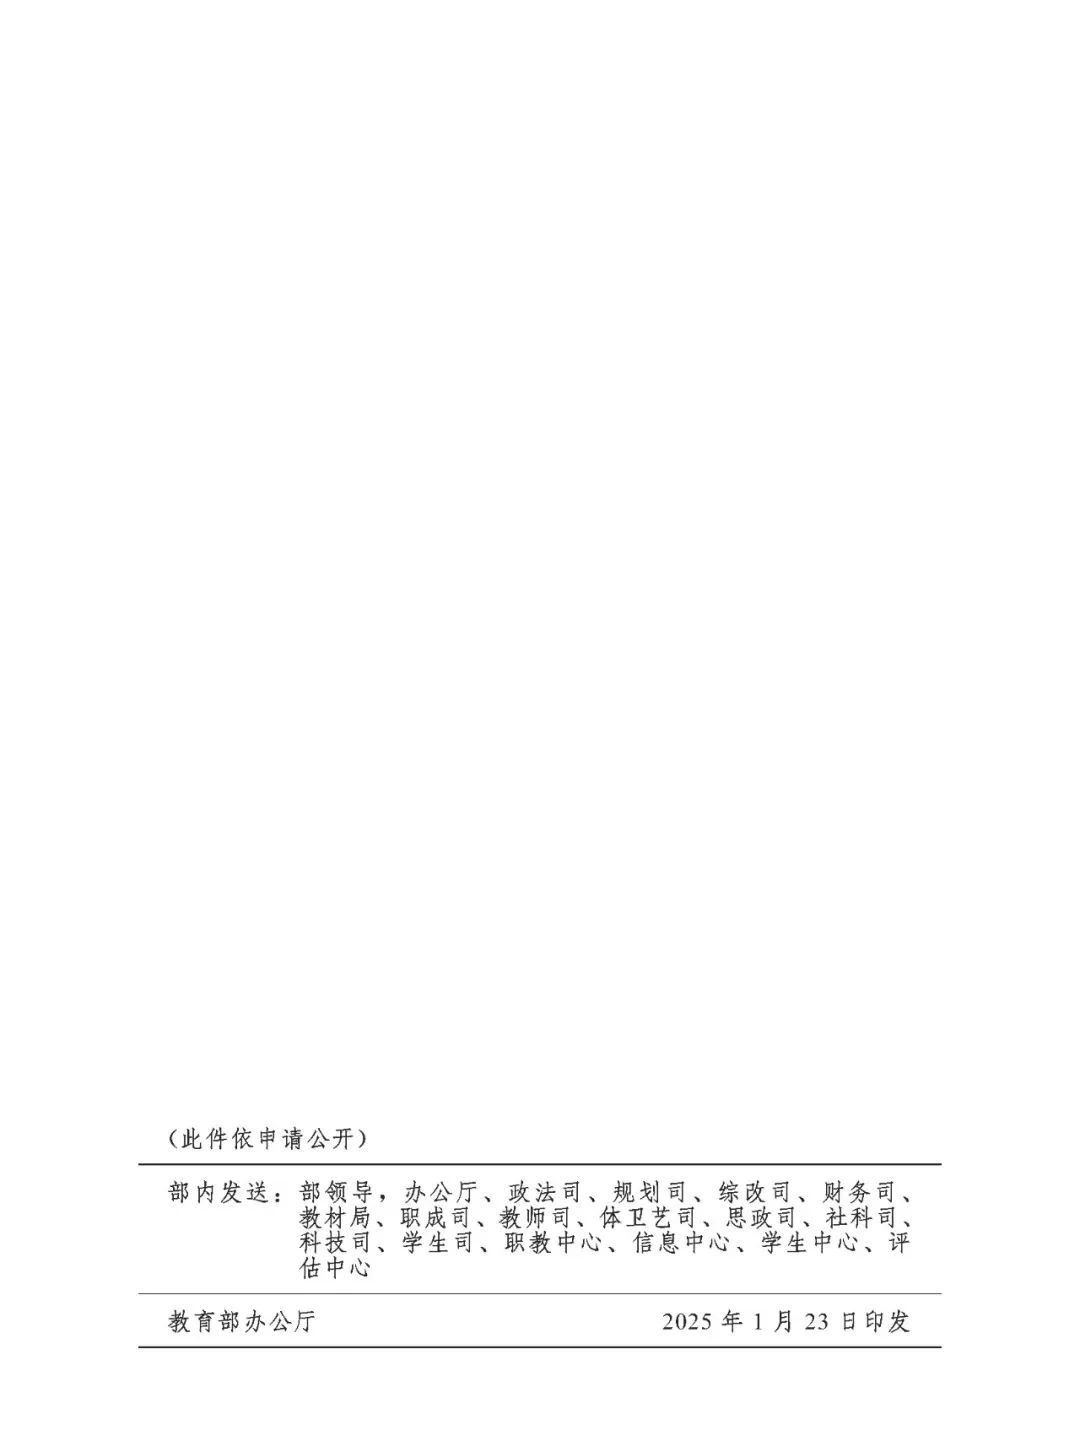 （此件依申请公开）
部内发送：部领导，办公厅、政法司、规划司、综改司、财务司、
教材局、职成司、教师司、体卫艺司、思政司、社科司、
科技司、学生司、职教中心、信息中心、学生中心、评
估中心
教育部办公厅 2025年1月23日印发